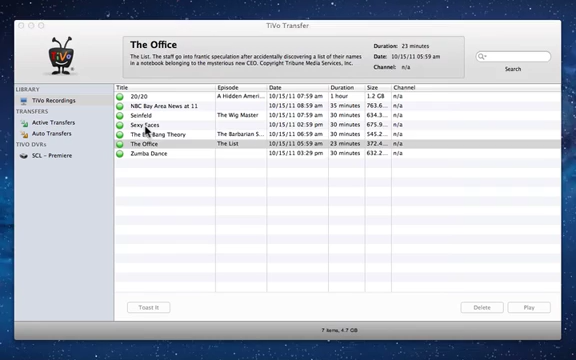 TiVo Transfer
TiVo
The Office
The List. The staff go into frantic speculation after accidentally discovering a list of their names
in a notebook belonging to the mysterious new CEO. Copyright Tribune Media Services, Inc.
Duration: 23 minutes
Date: 10/15/11 05:59 am
Channel: n/a
Search
LIBRARY
TiVo Recordings
TRANSFERS
Active Transfers
Auto Transfers
TIVO DVRs
SCL - Premiere
Title Episode Date Duration Size Channel
20/20 A Hidden Ameri... 10/15/11 07:59 am 1 hour 1.2 GB n/a
NBC Bay Area News at 11 10/15/11 08:59 am 35 minutes 763.6... n/a
Seinfeld The Wig Master 10/15/11 07:59 am 30 minutes 634.3... n/a
Sexy Faces 10/15/11 02:59 pm 30 minutes 675.9... n/a
The Big Bang Theory The Barbarian S... 10/15/11 06:59 am 30 minutes 545.2... n/a
The Office The List 10/15/11 05:59 am 23 minutes 372.4... n/a
Zumba Dance 10/15/11 03:29 pm 30 minutes 632.2... n/a
Toast It
Delete
Play
7 items, 4.7 GB